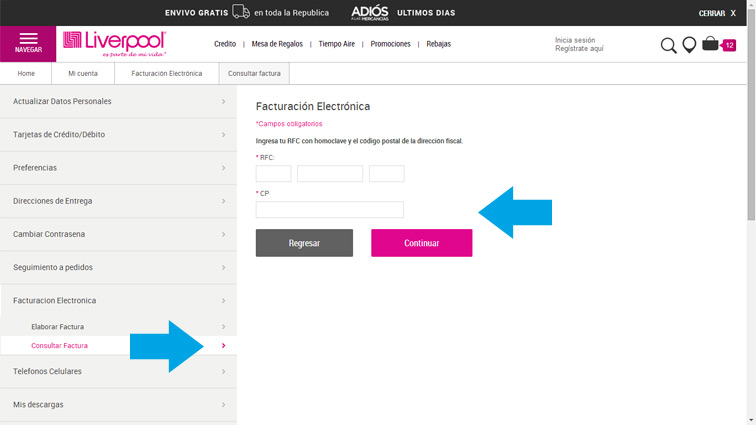 ENVIVO GRATIS en toda la Republica ADIÓS A LAS MERCANCIAS ULTIMOS DIAS CERRAR X
NAVEGAR
Liverpool
es parte de mi vida.
Credito | Mesa de Regalos | Tiempo Aire | Promociones | Rebajas
Inicia sesión
Regístrate aquí
12
Home
Mi cuenta
Facturación Electrónica
Consultar factura
Actualizar Datos Personales
Tarjetas de Crédito/Débito
Preferencias
Direcciones de Entrega
Cambiar Contrasena
Seguimiento a pedidos
Facturacion Electronica
Elaborar Factura
Consultar Factura
Telefonos Celulares
Mis descargas
Facturación Electrónica
*Campos obligatorios
Ingresa tu RFC con homoclave y el código postal de la dirección fiscal.
* RFC:
* CP
Regresar
Continuar